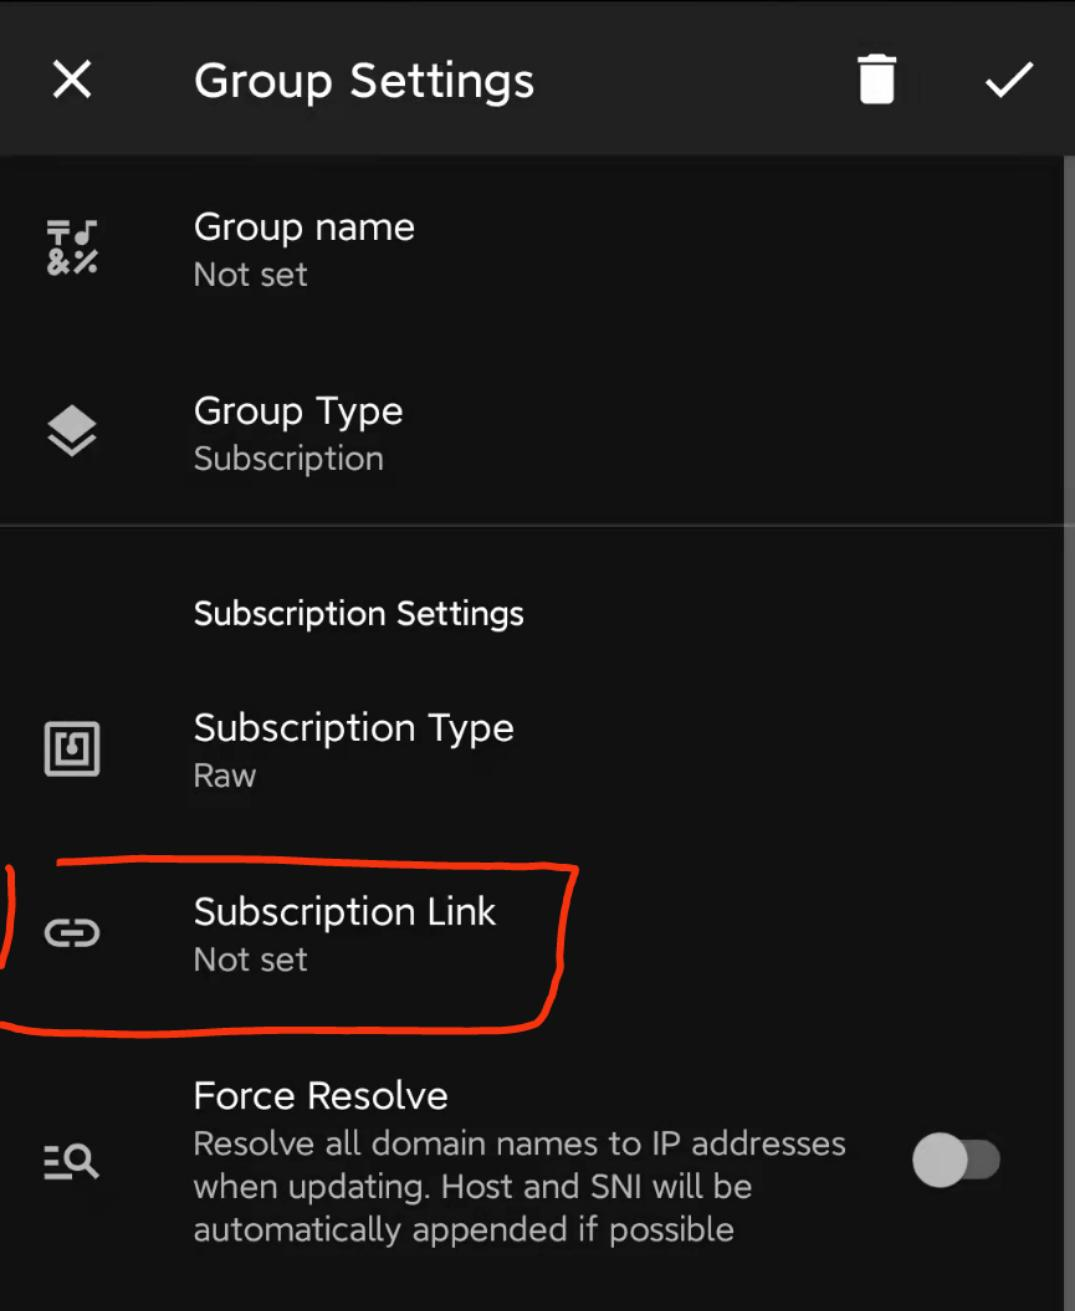 Group Settings
Group name
Not set
Group Type
Subscription
Subscription Settings
Subscription Type
Raw
Subscription Link
Not set
Force Resolve
Resolve all domain names to IP addresses
when updating. Host and SNI will be
automatically appended if possible